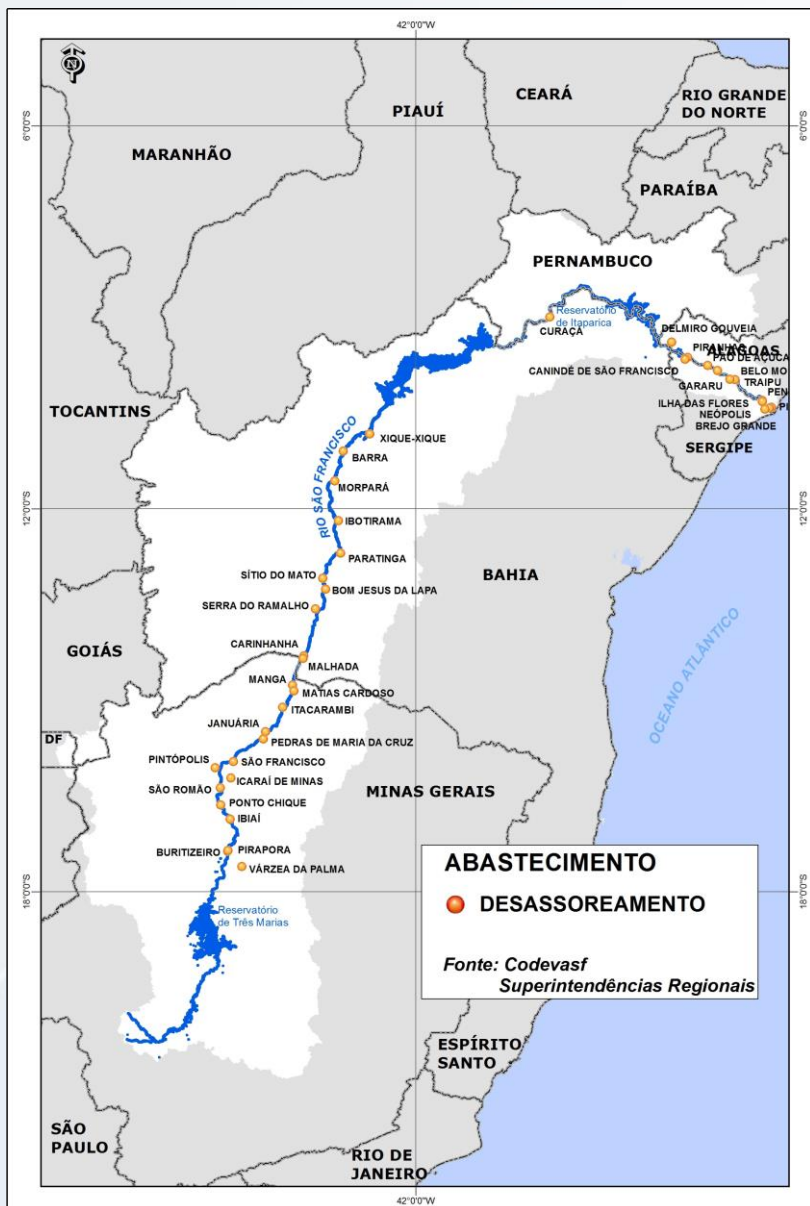 42°0'0"W
CEARÁ
RIO GRANDE
DO NORTE
PIAUÍ
6°0'0"S
6°0'0"S
MARANHÃO
PARAÍBA
PERNAMBUCO
Reservatório
de Itaparica
CURAÇÁ
DELMIRO GOUVEIA
PIRANHAS
ALAGOAS
PÃO DE AÇUCA
CANINDÉ DE SÃO FRANCISCO
BELO MO
GARARU
TRAIPU
PEN
ILHA DAS FLORES
PI
NEÓPOLIS
BREJO GRANDE
SERGIPE
TOCANTINS
RIO SÃO FRANCISCO
XIQUE-XIQUE
BARRA
MORPARÁ
12°0'0"S
12°0'0"S
IBOTIRAMA
PARATINGA
SÍTIO DO MATO
BOM JESUS DA LAPA
BAHIA
SERRA DO RAMALHO
GOIÁS
CARINHANHA
MALHADA
OCEANO ATLÂNTICO
MANGA
MATIAS CARDOSO
ITACARAMBI
JANUÁRIA
DF
PEDRAS DE MARIA DA CRUZ
PINTÓPOLIS
SÃO FRANCISCO
ICARAÍ DE MINAS
SÃO ROMÃO
MINAS GERAIS
PONTO CHIQUE
IBIAÍ
BURITIZEIRO
PIRAPORA
VÁRZEA DA PALMA
18°0'0"S
18°0'0"S
Reservatório
de Três Marias
ABASTECIMENTO
DESASSOREAMENTO
Fonte: Codevasf
Superintendências Regionais
ESPÍRITO
SANTO
SÃO
PAULO
RIO DE
JANEIRO
42°0'0"W